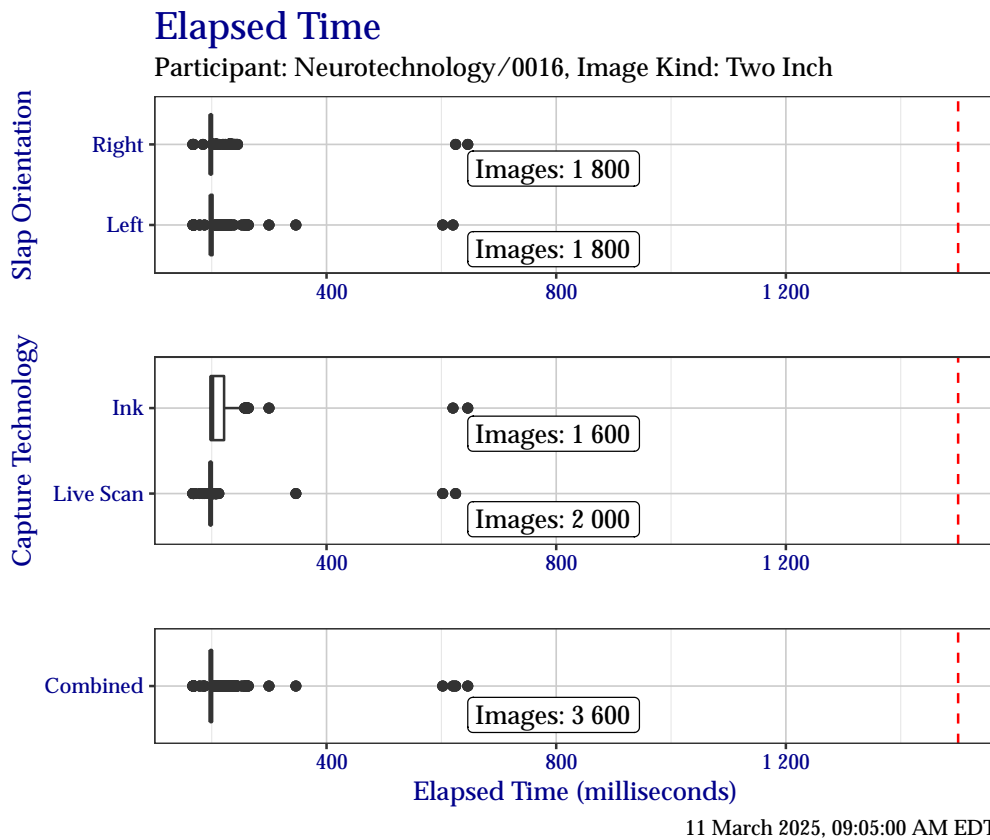 Elapsed Time
Participant: Neurotechnology/0016, Image Kind: Two Inch
Slap Orientation
Right
Images: 1 800
Left
Images: 1 800
400 800 1 200
Capture Technology
Ink
Images: 1 600
Live Scan
Images: 2 000
400 800 1 200
Combined
Images: 3 600
400 800 1 200
Elapsed Time (milliseconds)
11 March 2025, 09:05:00 AM EDT